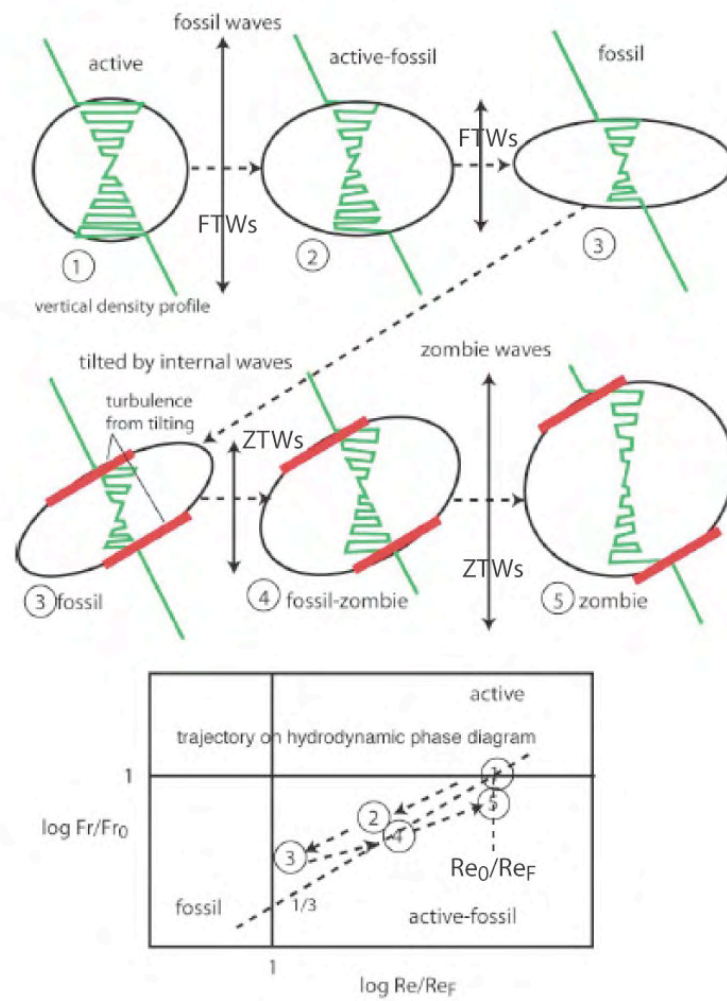 fossil waves
active
active-fossil
fossil
FTWs
FTWs
1
2
3
vertical density profile
tilted by internal waves
zombie waves
turbulence
from tilting
ZTWs
ZTWs
3 fossil
4 fossil-zombie
5 zombie
active
trajectory on hydrodynamic phase diagram
1
1
2
5
4
3
log Fr/Fr0
Re0/ReF
fossil
1/3
active-fossil
1
log Re/ReF